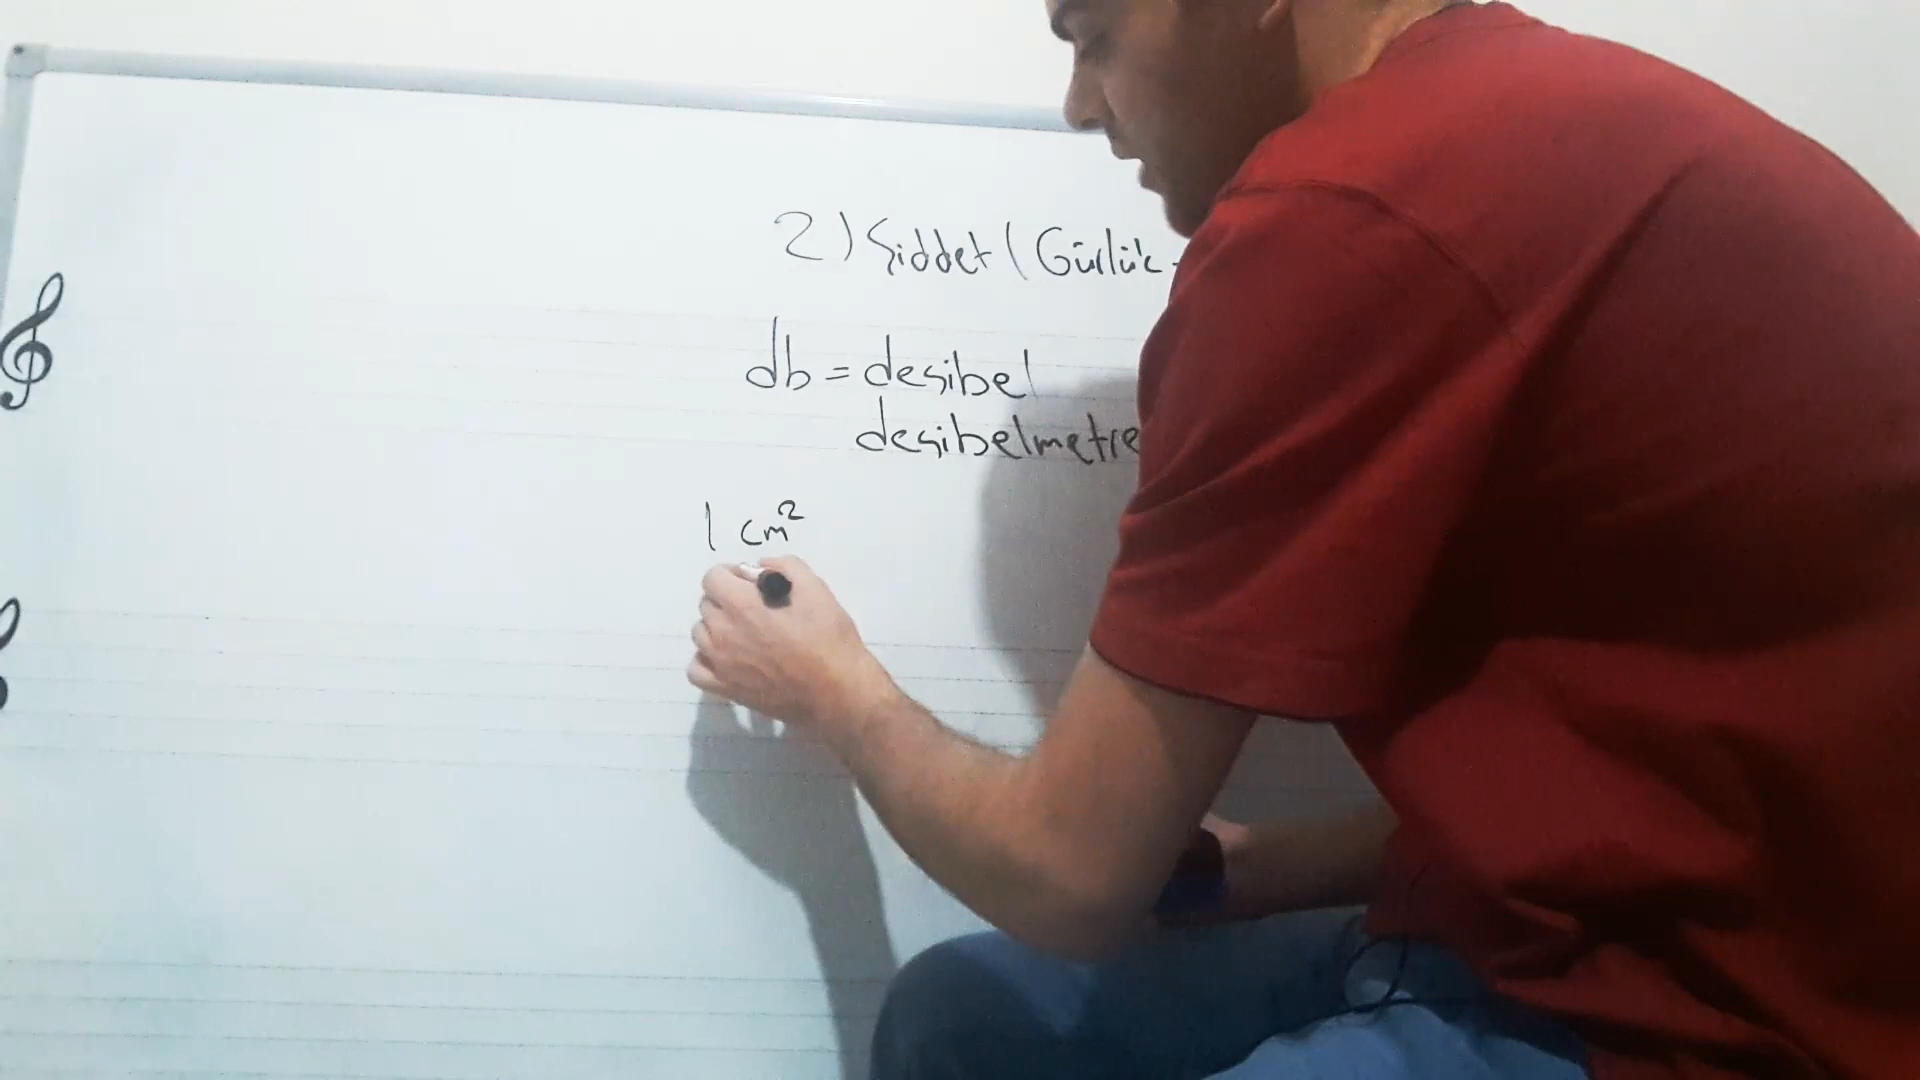 2) Şiddet (Gürlük
db = desibel
desibelmetre
1 cm²